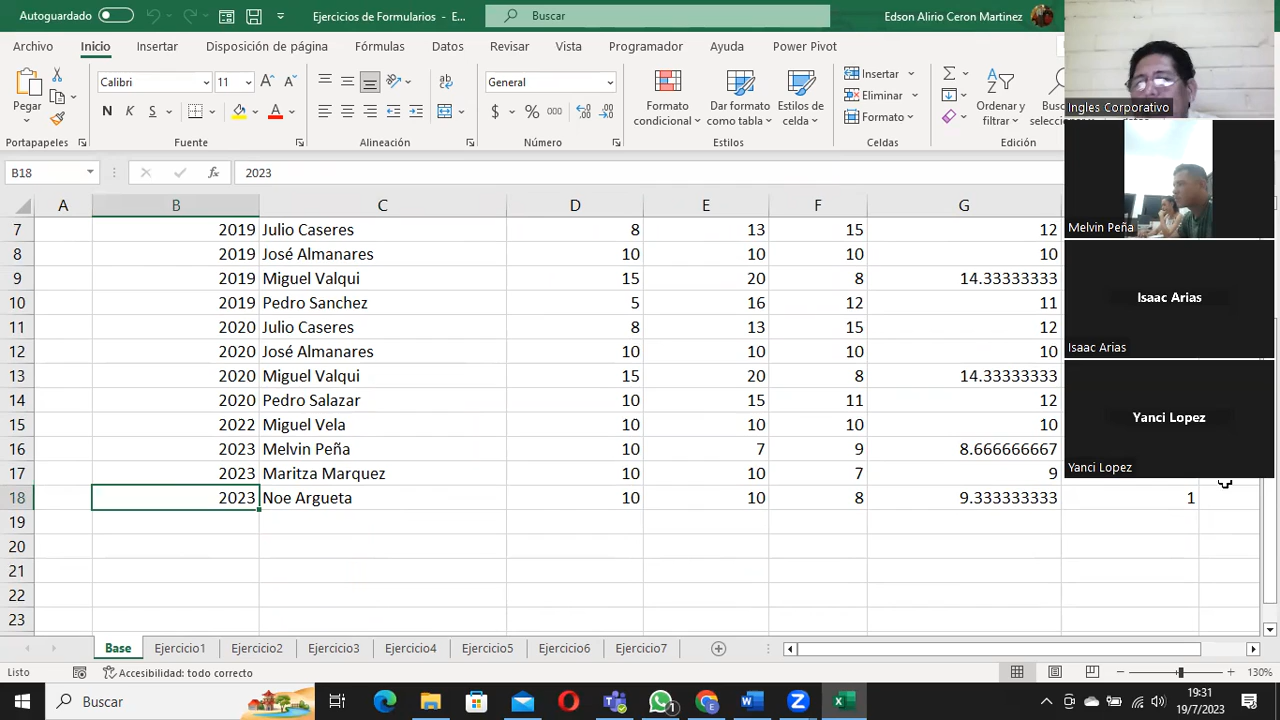 Autoguardado
Ejercicios de Formularios - E...
Buscar
Edson Alirio Ceron Martinez
Archivo Inicio Insertar Disposición de página Fórmulas Datos Revisar Vista Programador Ayuda Power Pivot
Pegar
Calibri 11
N K S
General
$ % 000
Formato condicional
Dar formato como tabla
Estilos de celda
Insertar
Eliminar
Formato
Ordenar y filtrar
Portapapeles Fuente Alineación Número Estilos Celdas Edición
B18 fx 2023
A B C D E F G
7 2019 Julio Caseres 8 13 15 12
8 2019 José Almanares 10 10 10 10
9 2019 Miguel Valqui 15 20 8 14.33333333
10 2019 Pedro Sanchez 5 16 12 11
11 2020 Julio Caseres 8 13 15 12
12 2020 José Almanares 10 10 10 10
13 2020 Miguel Valqui 15 20 8 14.33333333
14 2020 Pedro Salazar 10 15 11 12
15 2022 Miguel Vela 10 10 10 10
16 2023 Melvin Peña 10 7 9 8.666666667
17 2023 Maritza Marquez 10 10 7 9
18 2023 Noe Argueta 10 10 8 9.333333333 1
19
20
21
22
23
Ingles Corporativo
Melvin Peña
Isaac Arias
Isaac Arias
Yanci Lopez
Yanci Lopez
Base Ejercicio1 Ejercicio2 Ejercicio3 Ejercicio4 Ejercicio5 Ejercicio6 Ejercicio7
Listo Accesibilidad: todo correcto 130%
Buscar
1
19:31
19/7/2023